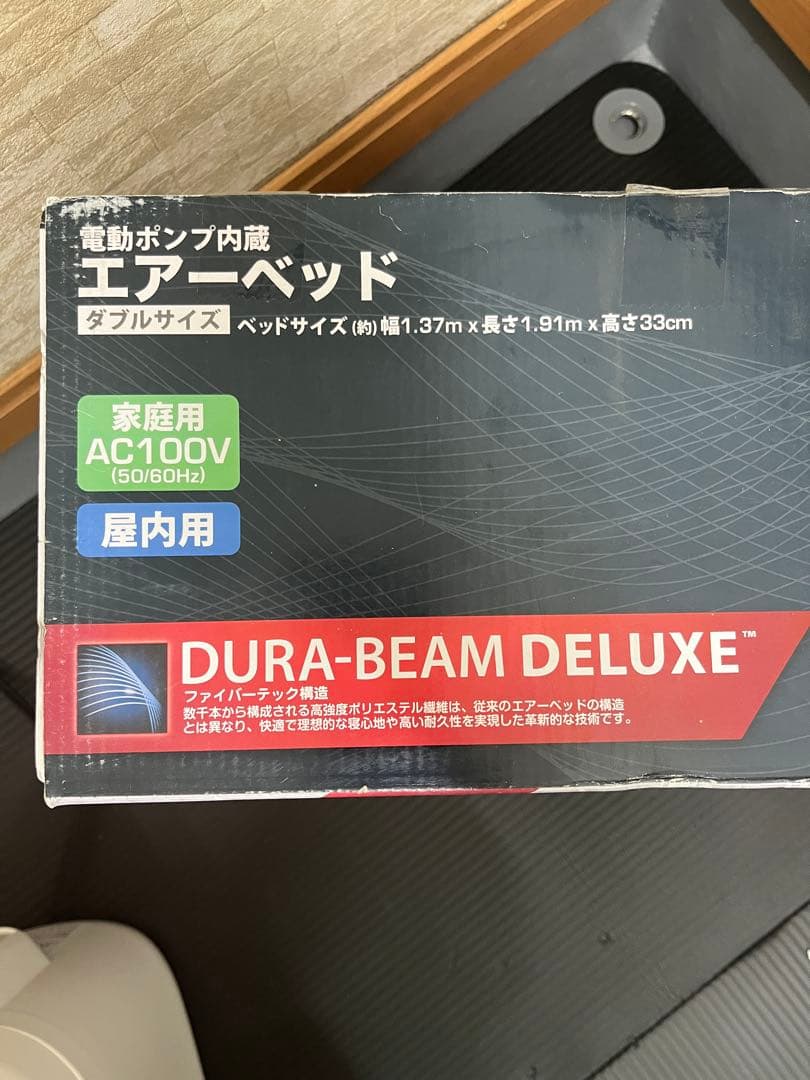 電動ポンプ内蔵
エアーベッド
ダブルサイズ ベッドサイズ(約)幅1.37m x 長さ1.91m x 高さ33cm
家庭用
AC100V
(50/60Hz)
屋内用
DURA-BEAM DELUXE™
ファイバーテック構造
数千本から構成される高強度ポリエステル繊維は、従来のエアーベッドの構造
とは異なり、快適で理想的な寝心地や高い耐久性を実現した革新的な技術です。